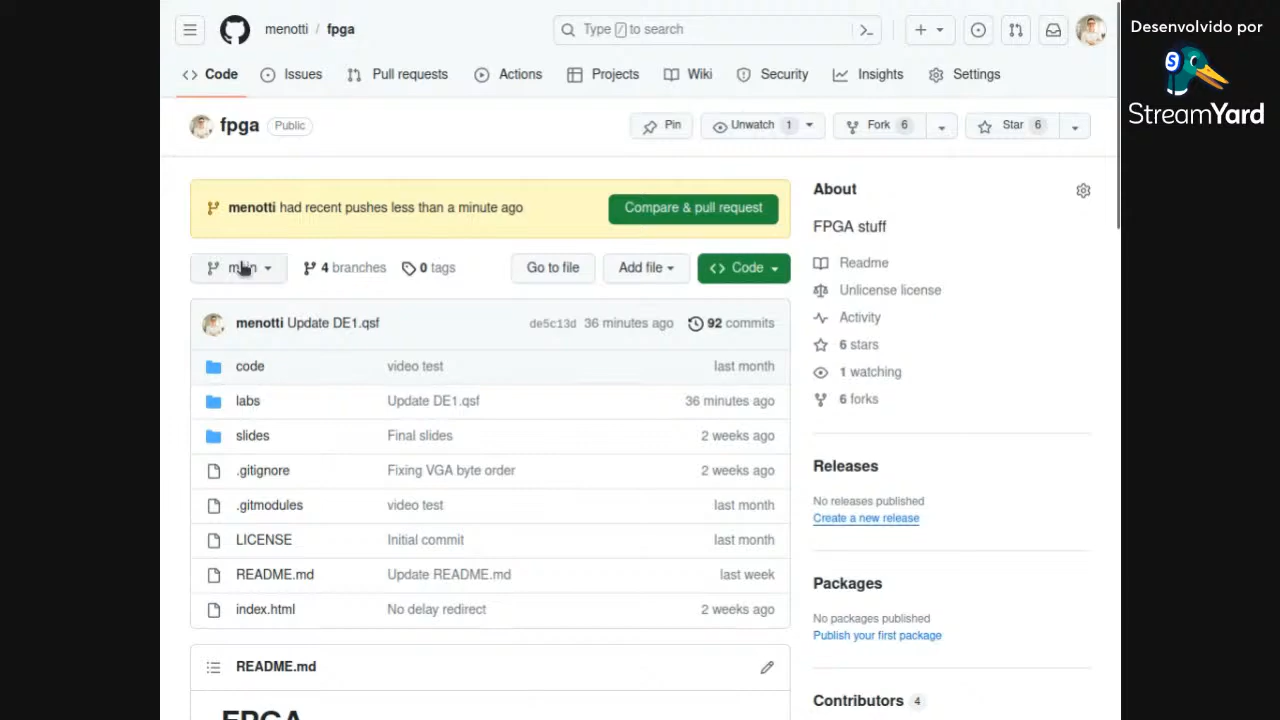 menotti / fpga
Type / to search
Desenvolvido por
StreamYard
Code
Issues
Pull requests
Actions
Projects
Wiki
Security
Insights
Settings
fpga Public
Pin
Unwatch 1
Fork 6
Star 6
menotti had recent pushes less than a minute ago
Compare & pull request
4 branches
0 tags
Go to file
Add file
Code
menotti Update DE1.qsf de5c13d 36 minutes ago 92 commits
code video test last month
labs Update DE1.qsf 36 minutes ago
slides Final slides 2 weeks ago
.gitignore Fixing VGA byte order 2 weeks ago
.gitmodules video test last month
LICENSE Initial commit last month
README.md Update README.md last week
index.html No delay redirect 2 weeks ago
README.md
FPGA
About
FPGA stuff
Readme
Unlicense license
Activity
6 stars
1 watching
6 forks
Releases
No releases published
Create a new release
Packages
No packages published
Publish your first package
Contributors 4